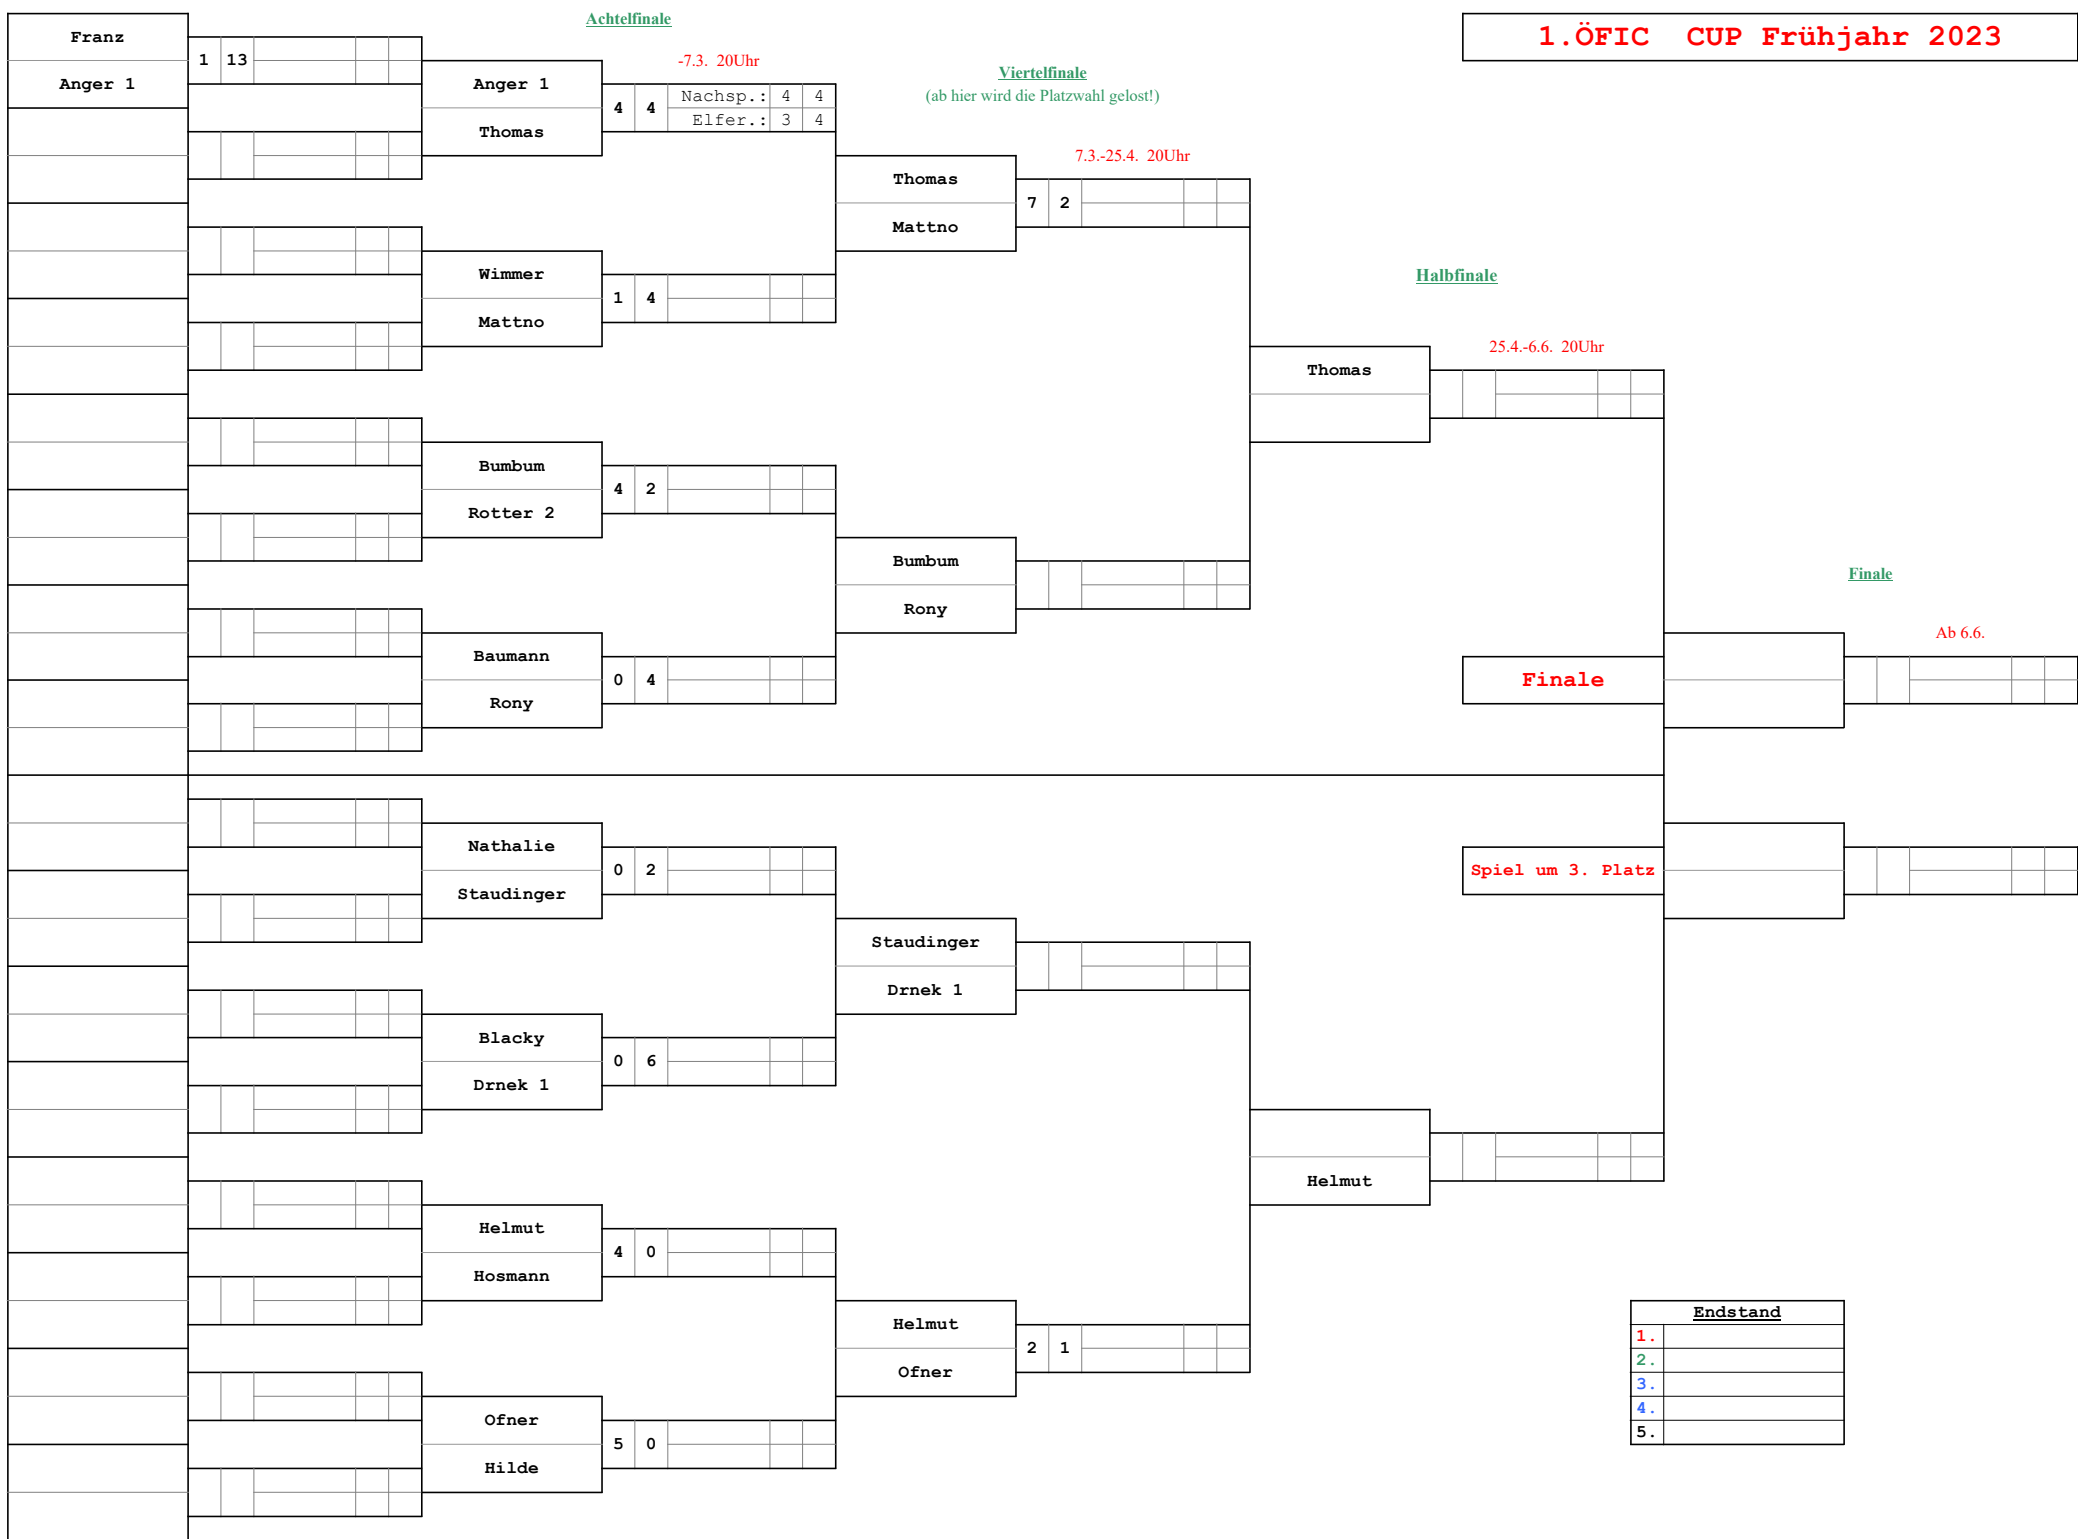 1.ÖFIC CUP Frühjahr 2023
Achtelfinale
-7.3. 20Uhr
Viertelfinale
(ab hier wird die Platzwahl gelost!)
7.3.-25.4. 20Uhr
Halbfinale
25.4.-6.6. 20Uhr
Finale
Ab 6.6.
Franz
1 13
Anger 1
Anger 1
4 4
Nachsp.: 4 4
Elfer.: 3 4
Thomas
Wimmer
1 4
Mattno
Bumbum
4 2
Rotter 2
Baumann
0 4
Rony
Nathalie
0 2
Staudinger
Blacky
0 6
Drnek 1
Helmut
4 0
Hosmann
Ofner
5 0
Hilde
Thomas
7 2
Mattno
Bumbum
Rony
Staudinger
Drnek 1
Helmut
2 1
Ofner
Thomas
Helmut
Finale
Spiel um 3. Platz
Endstand
1.
2.
3.
4.
5.